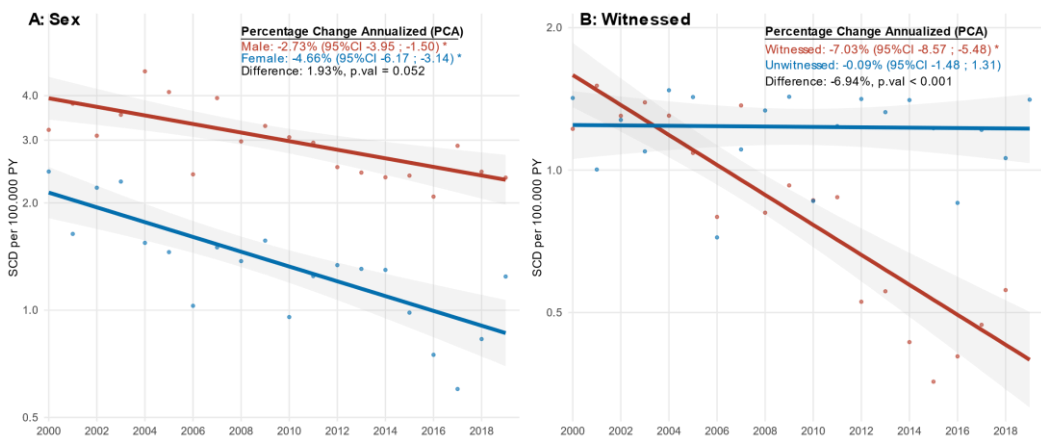 A: Sex
Percentage Change Annualized (PCA)
Male: -2.73% (95%CI -3.95 ; -1.50) *
Female: -4.66% (95%CI -6.17 ; -3.14) *
Difference: 1.93%, p.val = 0.052
SCD per 100.000 PY
4.0
3.0
2.0
1.0
0.5
2000 2002 2004 2006 2008 2010 2012 2014 2016 2018
B: Witnessed
Percentage Change Annualized (PCA)
Witnessed: -7.03% (95%CI -8.57 ; -5.48) *
Unwitnessed: -0.09% (95%CI -1.48 ; 1.31)
Difference: -6.94%, p.val < 0.001
SCD per 100.000 PY
2.0
1.0
0.5
2000 2002 2004 2006 2008 2010 2012 2014 2016 2018